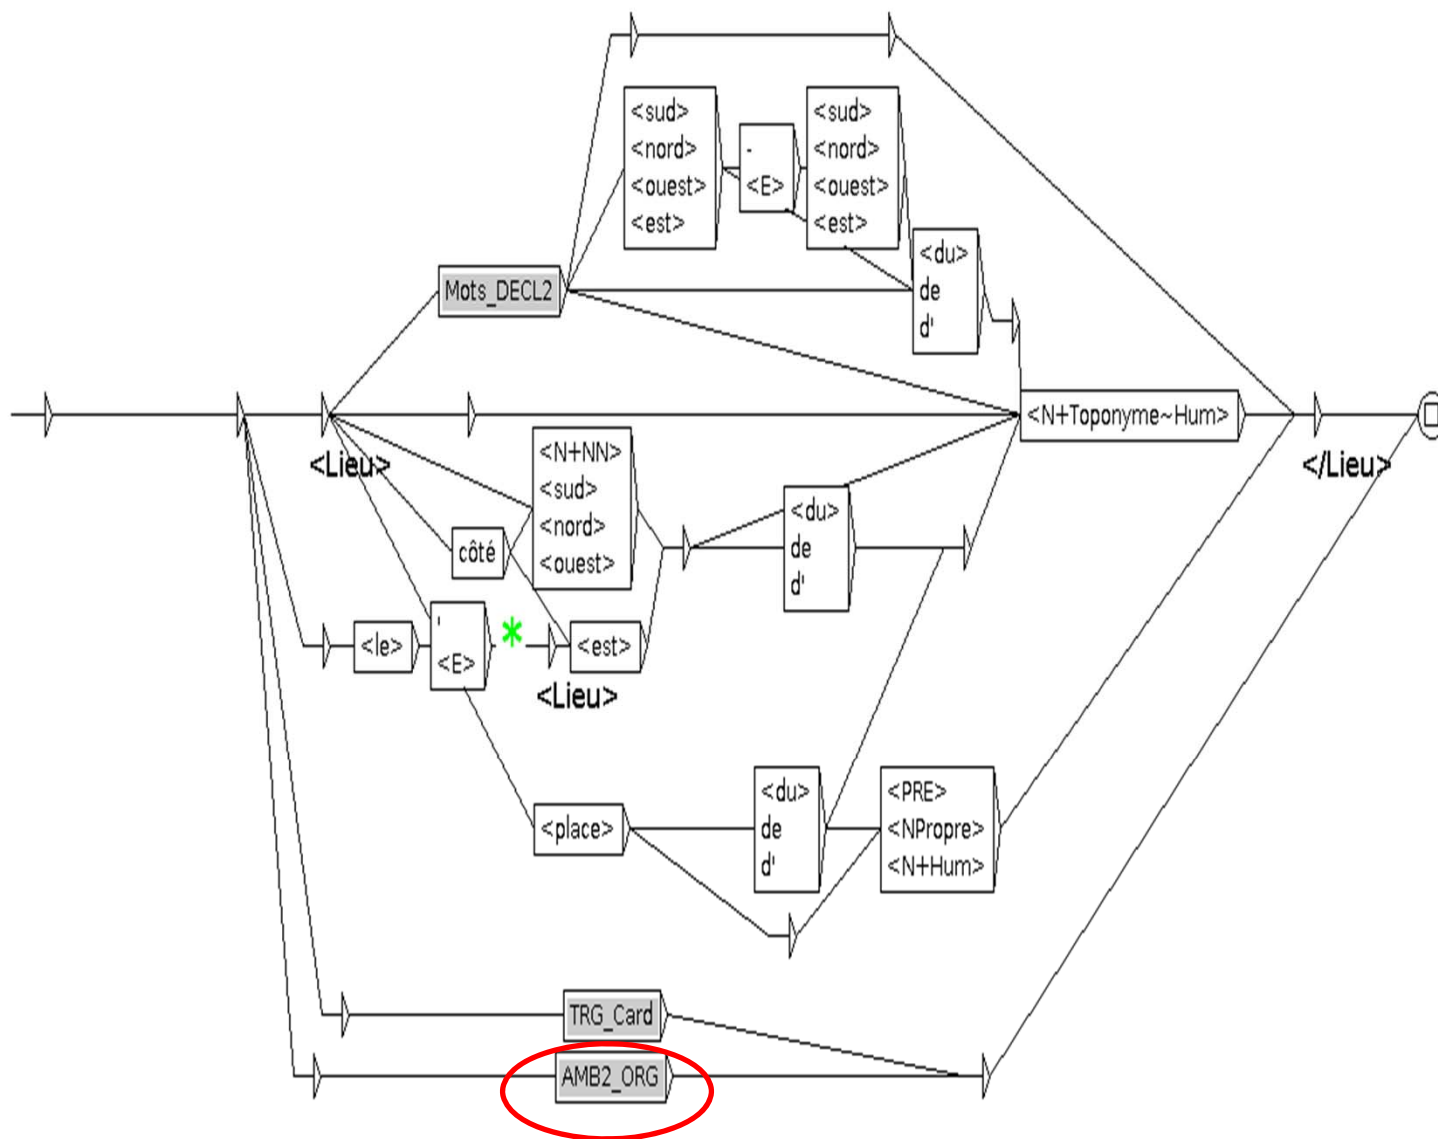 <sud>
<nord>
<ouest>
<est>
-
<E>
<sud>
<nord>
<ouest>
<est>
<du>
de
d'
Mots_DECL2
<N+Toponyme~Hum>
<Lieu>
</Lieu>
<N+NN>
<sud>
<nord>
<ouest>
côté
<du>
de
d'
<le>
'
<E>
*
<est>
<Lieu>
<place>
<du>
de
d'
<PRE>
<NPropre>
<N+Hum>
TRG_Card
AMB2_ORG